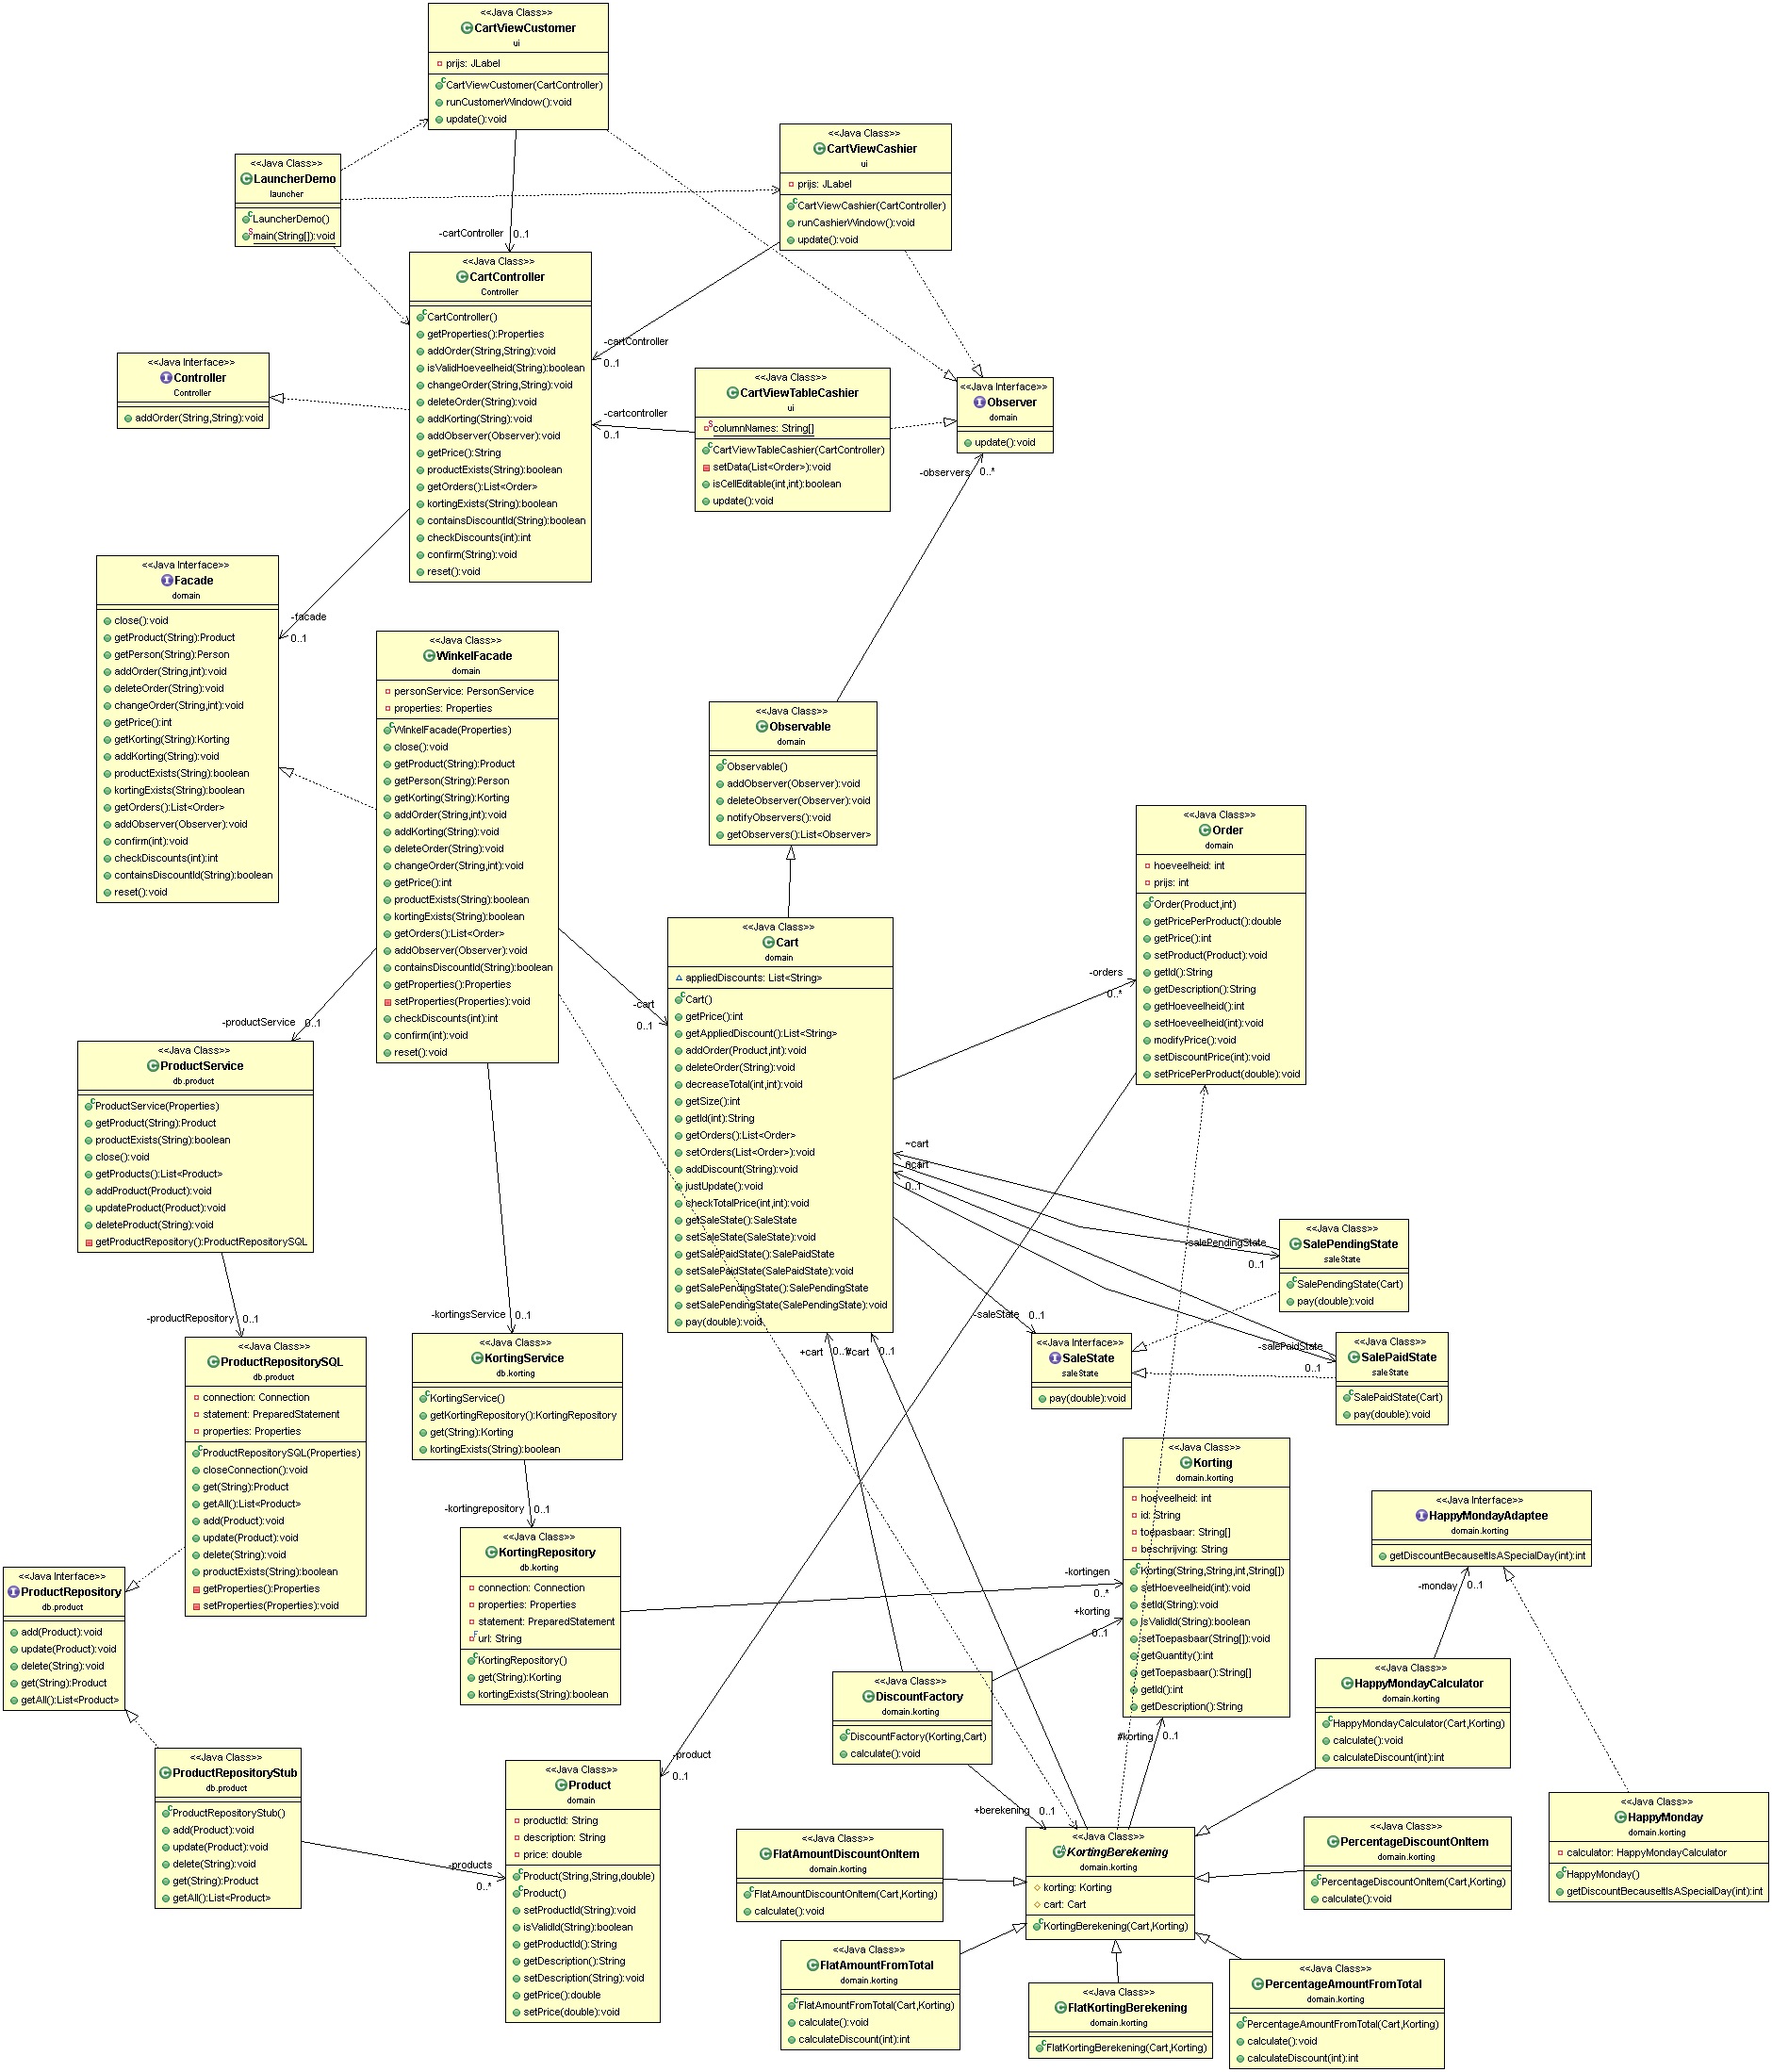 <<Java Class>>
CartViewCustomer
ui
prijs: JLabel
CartViewCustomer(CartController)
runCustomerWindow():void
update():void
<<Java Class>>
CartViewCashier
ui
prijs: JLabel
CartViewCashier(CartController)
runCashierWindow():void
update():void
<<Java Class>>
LauncherDemo
launcher
LauncherDemo()
main(String[]):void
-cartController
0..1
<<Java Class>>
CartController
Controller
CartController()
getProperties():Properties
addOrder(String,String):void
isValidHoeveelheid(String):boolean
changeOrder(String,String):void
deleteOrder(String):void
addKorting(String):void
addObserver(Observer):void
getPrice():String
productExists(String):boolean
getOrders():List<Order>
kortingExists(String):boolean
containsDiscountId(String):boolean
checkDiscounts(int):int
confirm(String):void
reset():void
-cartController
0..1
<<Java Interface>>
Controller
Controller
addOrder(String,String):void
-cartcontroller
0..1
<<Java Class>>
CartViewTableCashier
ui
columnNames: String[]
CartViewTableCashier(CartController)
setData(List<Order>):void
isCellEditable(int,int):boolean
update():void
<<Java Interface>>
Observer
domain
update():void
-observers
0..*
<<Java Interface>>
Facade
domain
close():void
getProduct(String):Product
getPerson(String):Person
addOrder(String,int):void
deleteOrder(String):void
changeOrder(String,int):void
getPrice():int
getKorting(String):Korting
addKorting(String):void
productExists(String):boolean
kortingExists(String):boolean
getOrders():List<Order>
addObserver(Observer):void
confirm(int):void
checkDiscounts(int):int
containsDiscountId(String):boolean
reset():void
-facade
0..1
<<Java Class>>
WinkelFacade
domain
personService: PersonService
properties: Properties
WinkelFacade(Properties)
close():void
getProduct(String):Product
getPerson(String):Person
getKorting(String):Korting
addOrder(String,int):void
addKorting(String):void
deleteOrder(String):void
changeOrder(String,int):void
getPrice():int
productExists(String):boolean
kortingExists(String):boolean
getOrders():List<Order>
addObserver(Observer):void
containsDiscountId(String):boolean
getProperties():Properties
setProperties(Properties):void
checkDiscounts(int):int
confirm(int):void
reset():void
<<Java Class>>
Observable
domain
Observable()
addObserver(Observer):void
deleteObserver(Observer):void
notifyObservers():void
getObservers():List<Observer>
<<Java Class>>
Order
domain
hoeveelheid: int
prijs: int
Order(Product,int)
getPricePerProduct():double
getPrice():int
setProduct(Product):void
getId():String
getDescription():String
getHoeveelheid():int
setHoeveelheid(int):void
modifyPrice():void
setDiscountPrice(int):void
setPricePerProduct(double):void
<<Java Class>>
Cart
domain
appliedDiscounts: List<String>
Cart()
getPrice():int
getAppliedDiscount():List<String>
addOrder(Product,int):void
deleteOrder(String):void
decreaseTotal(int,int):void
getSize():int
getId(int):String
getOrders():List<Order>
setOrders(List<Order>):void
addDiscount(String):void
justUpdate():void
checkTotalPrice(int,int):void
getSaleState():SaleState
setSaleState(SaleState):void
getSalePaidState():SalePaidState
setSalePaidState(SalePaidState):void
getSalePendingState():SalePendingState
setSalePendingState(SalePendingState):void
pay(double):void
-orders
0..*
-cart
0..1
-productService
0..1
<<Java Class>>
ProductService
db.product
ProductService(Properties)
getProduct(String):Product
productExists(String):boolean
close():void
getProducts():List<Product>
addProduct(Product):void
updateProduct(Product):void
deleteProduct(String):void
getProductRepository():ProductRepositorySQL
~cart
0..1
-salePendingState
0..1
<<Java Class>>
SalePendingState
saleState
SalePendingState(Cart)
pay(double):void
-saleState
0..1
<<Java Interface>>
SaleState
saleState
pay(double):void
-salePaidState
0..1
<<Java Class>>
SalePaidState
saleState
SalePaidState(Cart)
pay(double):void
-productRepository
0..1
<<Java Class>>
ProductRepositorySQL
db.product
connection: Connection
statement: PreparedStatement
properties: Properties
ProductRepositorySQL(Properties)
closeConnection():void
get(String):Product
getAll():List<Product>
add(Product):void
update(Product):void
delete(String):void
productExists(String):boolean
getProperties():Properties
setProperties(Properties):void
-kortingsService
0..1
<<Java Class>>
KortingService
db.korting
KortingService()
getKortingRepository():KortingRepository
get(String):Korting
kortingExists(String):boolean
+cart
0..1
#cart
0..1
-kortingrepository
0..1
<<Java Class>>
KortingRepository
db.korting
connection: Connection
properties: Properties
statement: PreparedStatement
url: String
KortingRepository()
get(String):Korting
kortingExists(String):boolean
<<Java Class>>
Korting
domain.korting
hoeveelheid: int
id: String
toepasbaar: String[]
beschrijving: String
Korting(String,String,int,String[])
setHoeveelheid(int):void
setId(String):void
isValidId(String):boolean
setToepasbaar(String[]):void
getQuantity():int
getToepasbaar():String[]
getId():int
getDescription():String
-kortingen
0..*
+korting
0..1
#korting
0..1
<<Java Interface>>
HappyMondayAdaptee
domain.korting
getDiscountBecauseItIsASpecialDay(int):int
-monday
0..1
<<Java Interface>>
ProductRepository
db.product
add(Product):void
update(Product):void
delete(String):void
get(String):Product
getAll():List<Product>
<<Java Class>>
DiscountFactory
domain.korting
DiscountFactory(Korting,Cart)
calculate():void
<<Java Class>>
HappyMondayCalculator
domain.korting
HappyMondayCalculator(Cart,Korting)
calculate():void
calculateDiscount(int):int
<<Java Class>>
ProductRepositoryStub
db.product
ProductRepositoryStub()
add(Product):void
update(Product):void
delete(String):void
get(String):Product
getAll():List<Product>
-products
0..*
-product
0..1
<<Java Class>>
Product
domain
productId: String
description: String
price: double
Product(String,String,double)
Product()
setProductId(String):void
isValidId(String):boolean
getProductId():String
getDescription():String
setDescription(String):void
getPrice():double
setPrice(double):void
+berekening
0..1
<<Java Class>>
HappyMonday
domain.korting
calculator: HappyMondayCalculator
HappyMonday()
getDiscountBecauseItIsASpecialDay(int):int
<<Java Class>>
FlatAmountDiscountOnItem
domain.korting
FlatAmountDiscountOnItem(Cart,Korting)
calculate():void
<<Java Class>>
KortingBerekening
domain.korting
korting: Korting
cart: Cart
KortingBerekening(Cart,Korting)
<<Java Class>>
PercentageDiscountOnItem
domain.korting
PercentageDiscountOnItem(Cart,Korting)
calculate():void
<<Java Class>>
FlatAmountFromTotal
domain.korting
FlatAmountFromTotal(Cart,Korting)
calculate():void
calculateDiscount(int):int
<<Java Class>>
FlatKortingBerekening
domain.korting
FlatKortingBerekening(Cart,Korting)
<<Java Class>>
PercentageAmountFromTotal
domain.korting
PercentageAmountFromTotal(Cart,Korting)
calculate():void
calculateDiscount(int):int